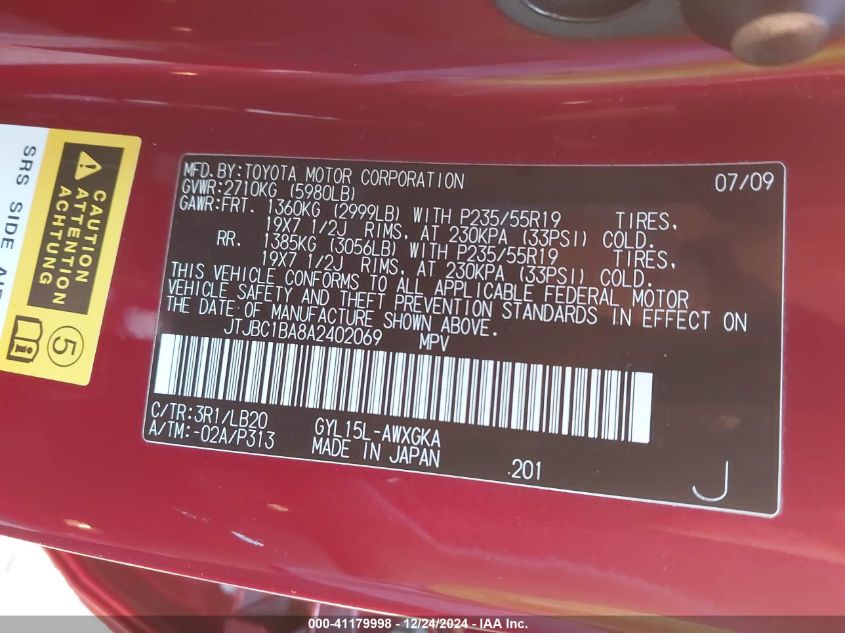 SRS SIDE AIR
CAUTION
ATTENTION
ACHTUNG
5
MFD. BY:TOYOTA MOTOR CORPORATION 07/09
GVWR:2710KG (5980LB)
GAWR:FRT. 1360KG (2999LB) WITH P235/55R19 TIRES,
19X7 1/2J RIMS, AT 230KPA (33PSI) COLD.
RR. 1385KG (3056LB) WITH P235/55R19 TIRES,
19X7 1/2J RIMS, AT 230KPA (33PSI) COLD.
THIS VEHICLE CONFORMS TO ALL APPLICABLE FEDERAL MOTOR
VEHICLE SAFETY AND THEFT PREVENTION STANDARDS IN EFFECT ON
THE DATE OF MANUFACTURE SHOWN ABOVE.
JTJBC1BA8A2402069 MPV
C/TR:3R1/LB20 GYL15L-AWXGKA
A/TM:-02A/P313 MADE IN JAPAN
.201
J
000-41179998 - 12/24/2024 - IAA Inc.